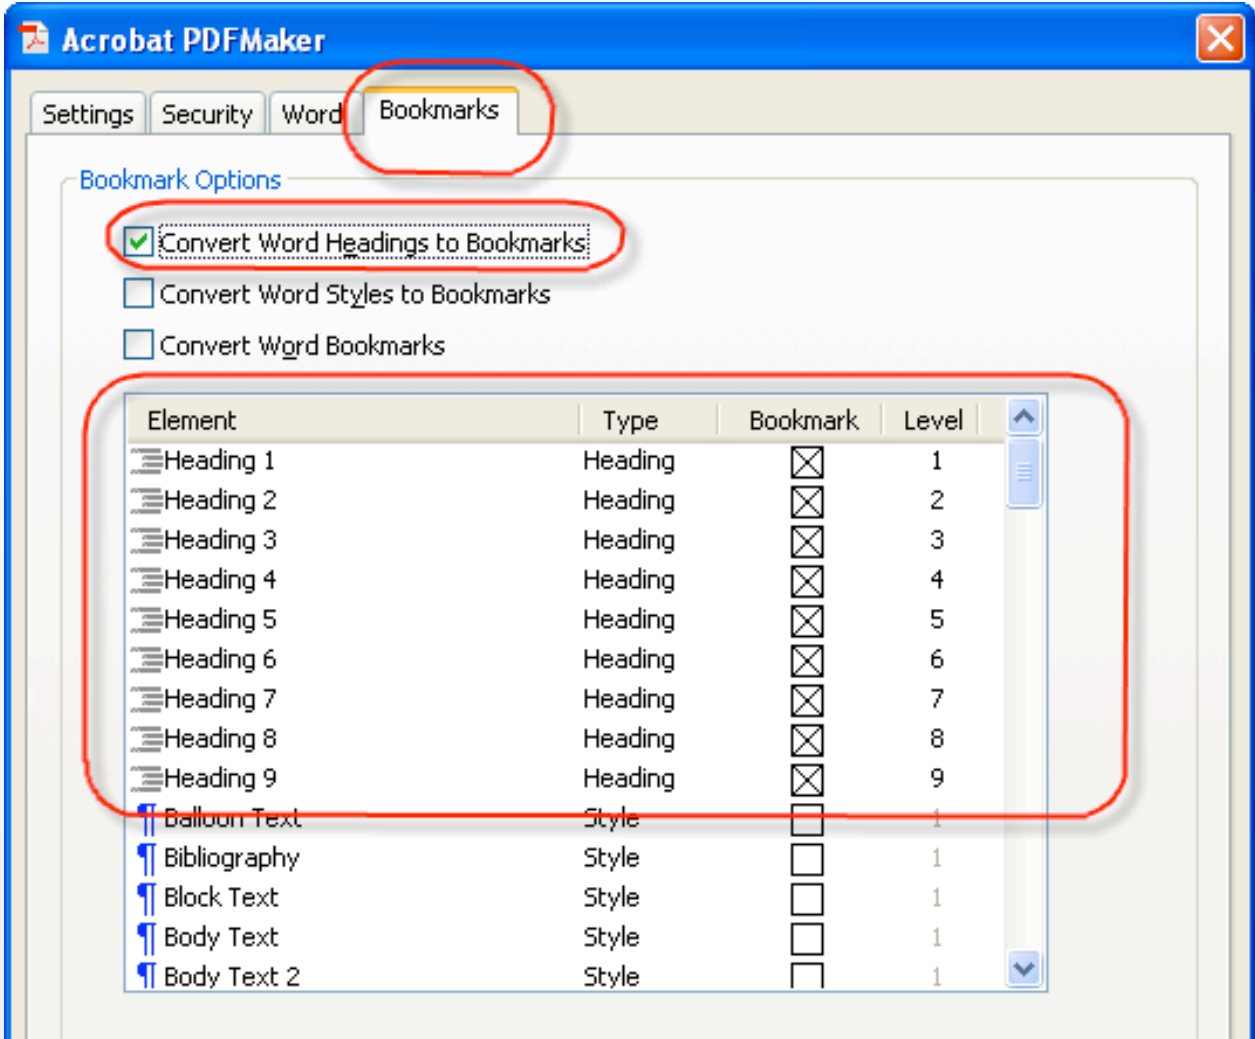 Acrobat PDFMaker
Settings Security Word Bookmarks
Bookmark Options
Convert Word Headings to Bookmarks
Convert Word Styles to Bookmarks
Convert Word Bookmarks
Element Type Bookmark Level
Heading 1 Heading 1
Heading 2 Heading 2
Heading 3 Heading 3
Heading 4 Heading 4
Heading 5 Heading 5
Heading 6 Heading 6
Heading 7 Heading 7
Heading 8 Heading 8
Heading 9 Heading 9
¶ Balloon Text Style 1
¶ Bibliography Style 1
¶ Block Text Style 1
¶ Body Text Style 1
¶ Body Text 2 Style 1